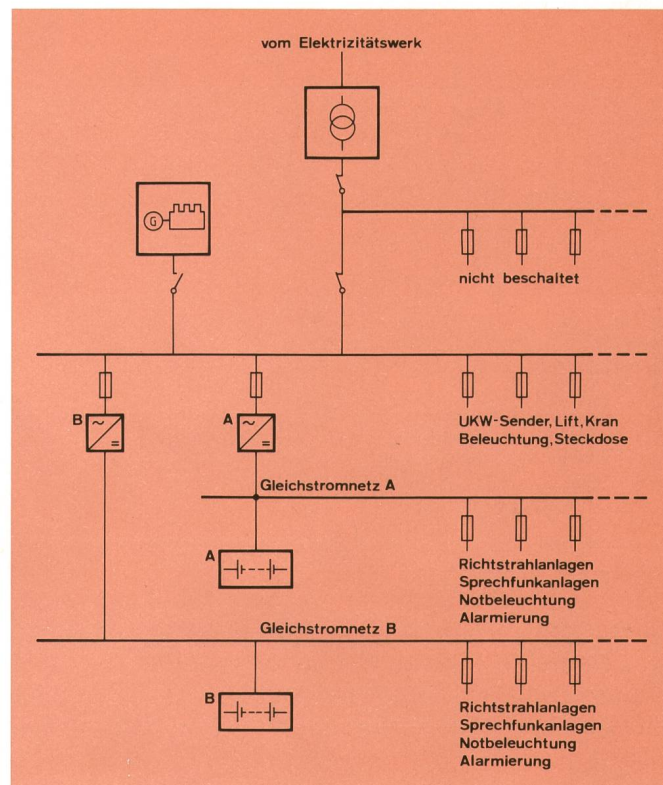 vom Elektrizitätswerk
G
nicht beschaltet
B
A
UKW-Sender, Lift, Kran
Beleuchtung, Steckdose
Gleichstromnetz A
A
Richtstrahlanlagen
Sprechfunkanlagen
Notbeleuchtung
Alarmierung
Gleichstromnetz B
B
Richtstrahlanlagen
Sprechfunkanlagen
Notbeleuchtung
Alarmierung